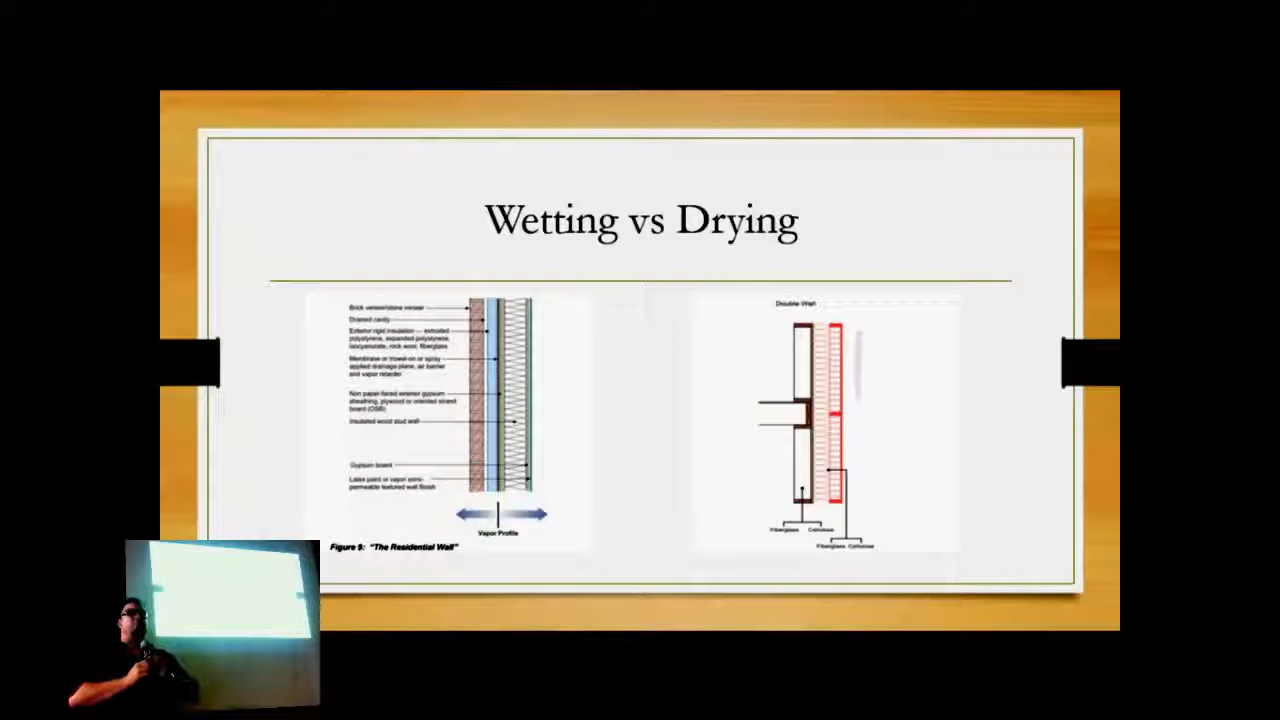 Wetting vs Drying
Brick veneer/stone veneer
Drained cavity
Exterior rigid insulation — extruded
polystyrene, expanded polystyrene,
isocyanurate, rock wool, fiberglass
Membrane or trowel-on or spray
applied drainage plane, air barrier
and vapor retarder
Non paper-faced exterior gypsum
sheathing, plywood or oriented strand
board (OSB)
Insulated wood stud wall
Gypsum board
Latex paint or vapor semi-
permeable textured wall finish
Vapor Profile
Figure 9: "The Residential Wall"
Double Wall
Fiberglass Cellulose
Fiberglass Cellulose